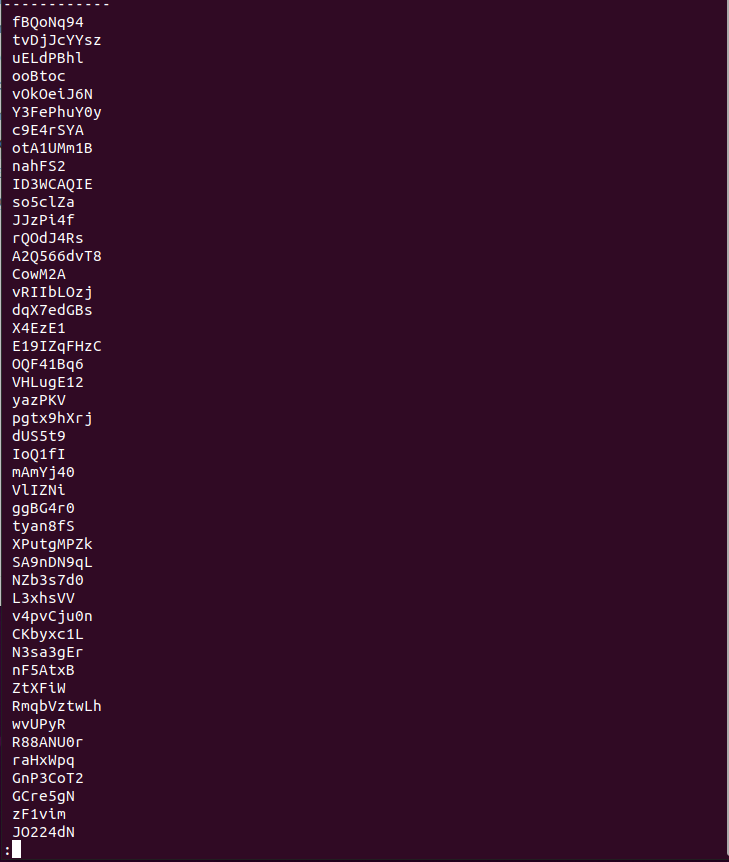 ------------
fBQoNq94
tvDjJcYYsz
uELdPBhl
ooBtoc
vOkOeiJ6N
Y3FePhuY0y
c9E4rSYA
otA1UMm1B
nahFS2
ID3WCAQIE
so5clZa
JJzPi4f
rQOdJ4Rs
A2Q566dvT8
CowM2A
vRIIbLOzj
dqX7edGBs
X4EzE1
E19IZqFHzC
OQF41Bq6
VHLugE12
yazPKV
pgtx9hXrj
dUS5t9
IoQ1fI
mAmYj40
VlIZNi
ggBG4r0
tyan8fS
XPutgMPZk
SA9nDN9qL
NZb3s7d0
L3xhsVV
v4pvCju0n
CKbyxc1L
N3sa3gEr
nF5AtxB
ZtXFiW
RmqbVztwLh
wvUPyR
R88ANU0r
raHxWpq
GnP3CoT2
GCre5gN
zF1vim
JO224dN
: